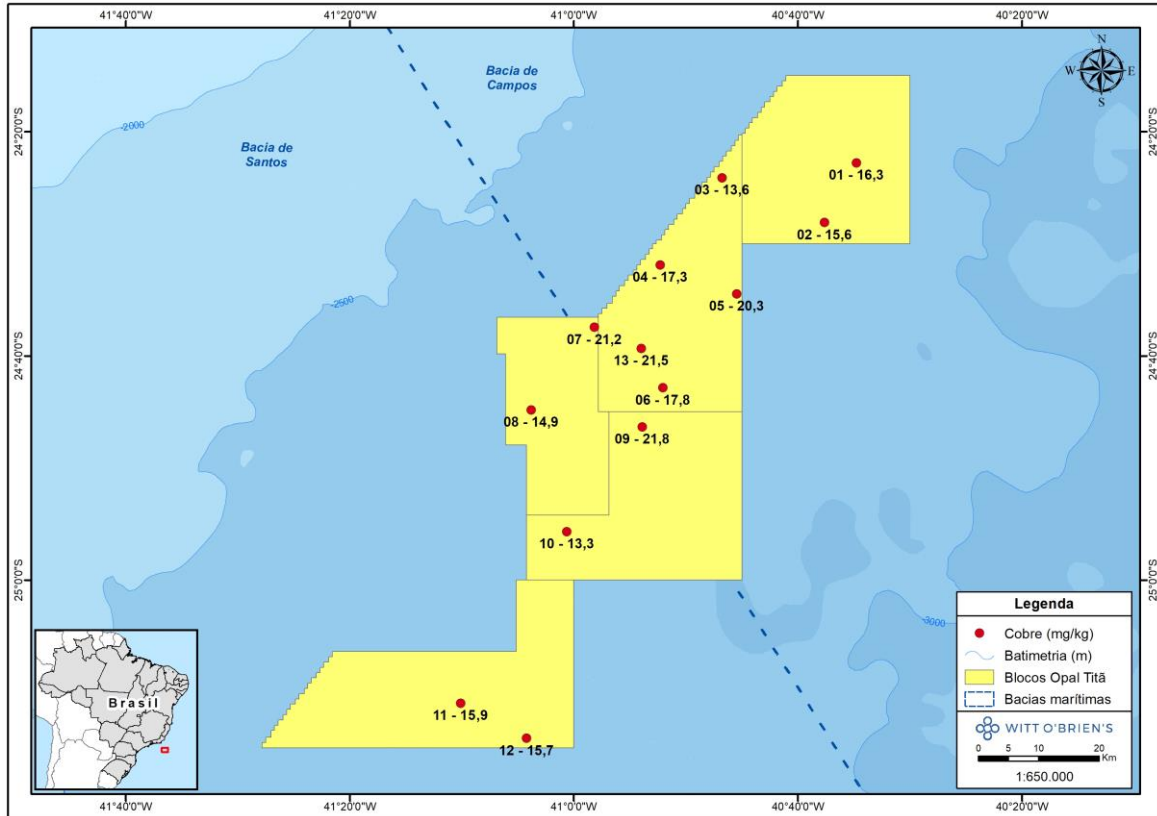 41°40'0"W
41°20'0"W
41°0'0"W
40°40'0"W
40°20'0"W
N
W
E
S
Bacia de
Campos
24°20'0"S
24°20'0"S
-2000
Bacia de
Santos
01 - 16,3
03 - 13,6
02 - 15,6
04 - 17,3
-2500
05 - 20,3
07 - 21,2
24°40'0"S
13 - 21,5
24°40'0"S
06 - 17,8
08 - 14,9
09 - 21,8
10 - 13,3
25°0'0"S
25°0'0"S
-3000
Legenda
Cobre (mg/kg)
Batimetria (m)
Blocos Opal Titã
Bacias marítimas
WITT O'BRIEN'S
0 5 10 20
Km
1:650.000
Brasil
11 - 15,9
12 - 15,7
41°40'0"W
41°20'0"W
41°0'0"W
40°40'0"W
40°20'0"W